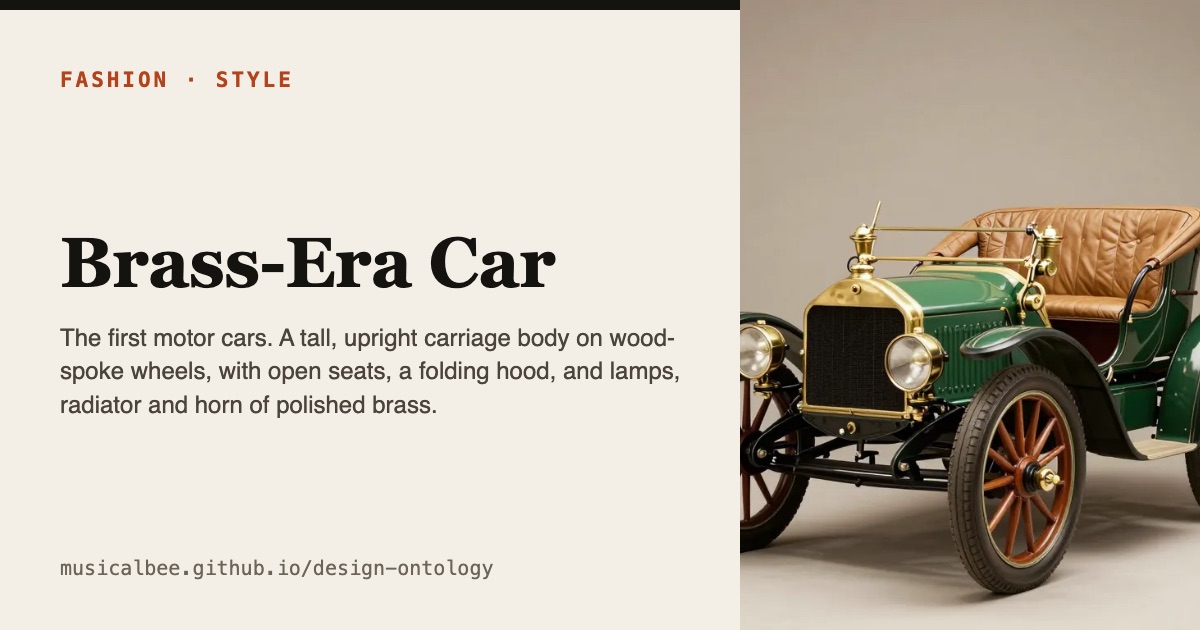 FASHION · STYLE
Brass-Era Car
The first motor cars. A tall, upright carriage body on wood-
spoke wheels, with open seats, a folding hood, and lamps,
radiator and horn of polished brass.
musicalbee.github.io/design-ontology